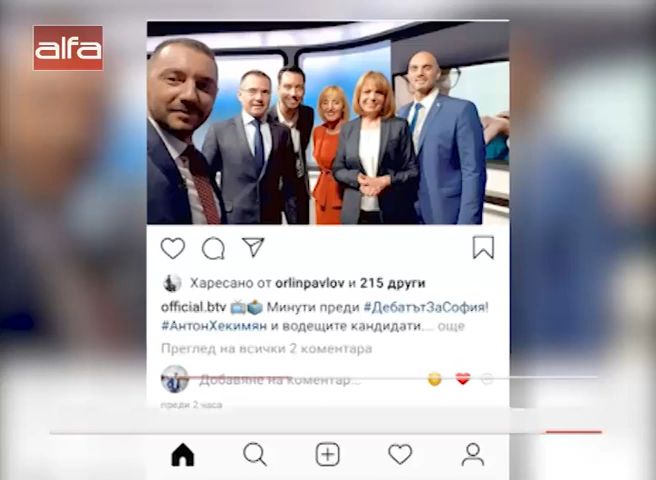 alfa
Харесано от orlinpavlov и 215 други
official.btv 📺🗳️ Минути преди #ДебатътЗаСофия!
#АнтонХекимян и водещите кандидати... още
Преглед на всички 2 коментара
Добавяне на коментар...
преди 2 часа